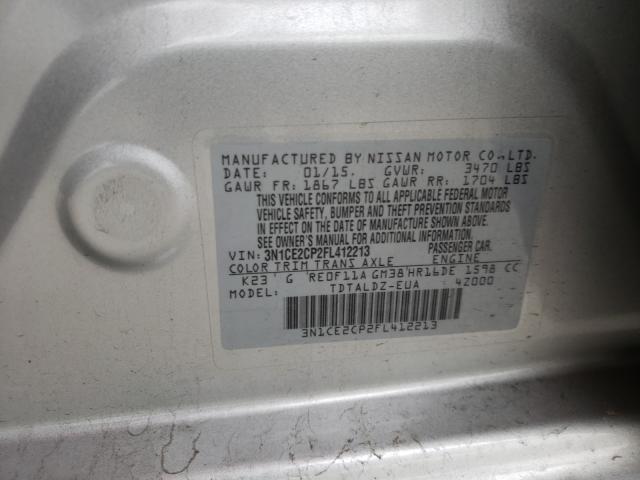 MANUFACTURED BY NISSAN MOTOR CO.,LTD.
DATE: 01/15. GVWR: 3470 LBS
GAWR FR: 1867 LBS GAWR RR: 1704 LBS
THIS VEHICLE CONFORMS TO ALL APPLICABLE FEDERAL MOTOR
VEHICLE SAFETY, BUMPER AND THEFT PREVENTION STANDARDS
IN EFFECT ON THE DATE OF MANUFACTURE SHOWN ABOVE.
SEE OWNER'S MANUAL FOR ADDITIONAL INFORMATION.
VIN: 3N1CE2CP2FL412213 PASSENGER CAR.
COLOR TRIM TRANS AXLE ENGINE
K23 G RE0F11A GM38 HR16DE 1598 CC
MODEL: TDTALDZ-EUA 4Z000
3N1CE2CP2FL412213